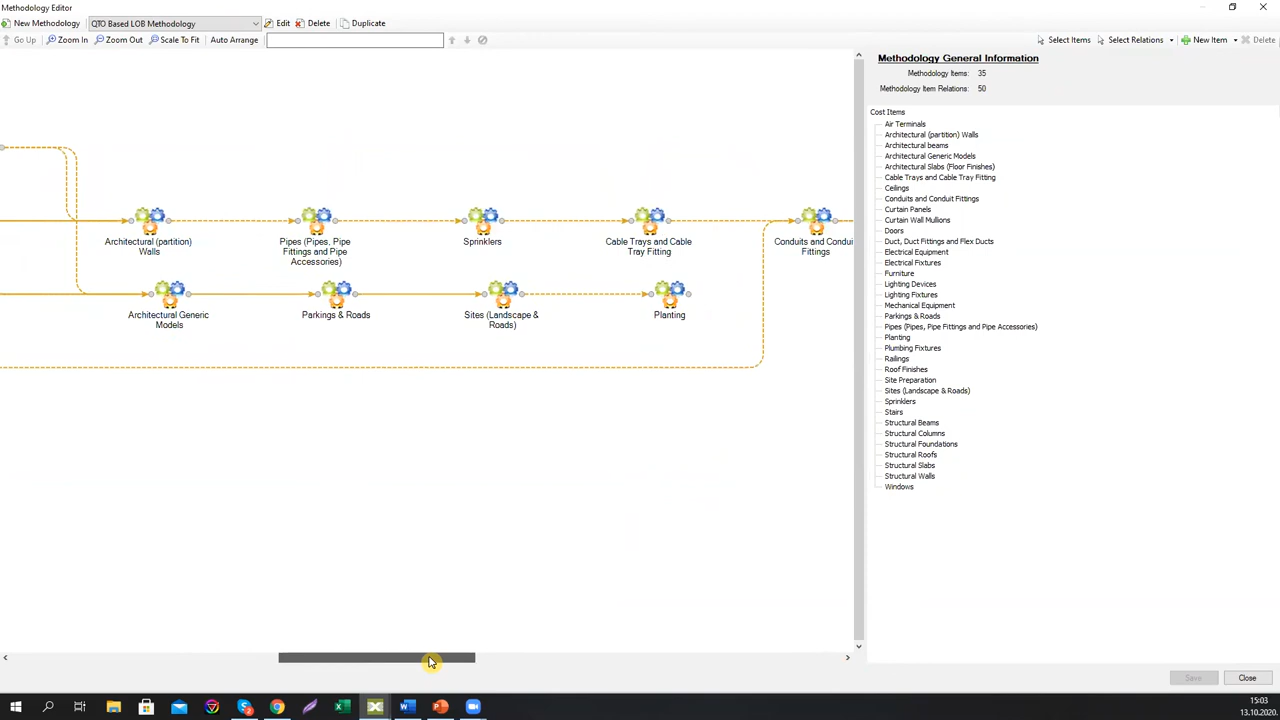 Methodology Editor
New Methodology QTO Based LOB Methodology Edit Delete Duplicate
Go Up Zoom In Zoom Out Scale To Fit Auto Arrange Select Items Select Relations New Item Delete
Methodology General Information
Methodology Items: 35
Methodology Item Relations: 50
Cost Items
Air Terminals
Architectural (partition) Walls
Architectural beams
Architectural Generic Models
Architectural Slabs (Floor Finishes)
Cable Trays and Cable Tray Fitting
Ceilings
Conduits and Conduit Fittings
Curtain Panels
Curtain Wall Mullions
Doors
Duct, Duct Fittings and Flex Ducts
Electrical Equipment
Electrical Fixtures
Furniture
Lighting Devices
Lighting Fixtures
Mechanical Equipment
Parkings & Roads
Pipes (Pipes, Pipe Fittings and Pipe Accessories)
Planting
Plumbing Fixtures
Railings
Roof Finishes
Site Preparation
Sites (Landscape & Roads)
Sprinklers
Stairs
Structural Beams
Structural Columns
Structural Foundations
Structural Roofs
Structural Slabs
Structural Walls
Windows
Architectural (partition)
Walls
Pipes (Pipes, Pipe
Fittings and Pipe
Accessories)
Sprinklers
Cable Trays and Cable
Tray Fitting
Conduits and Condui
Fittings
Architectural Generic
Models
Parkings & Roads
Sites (Landscape &
Roads)
Planting
Save Close
15:03
13.10.2020.